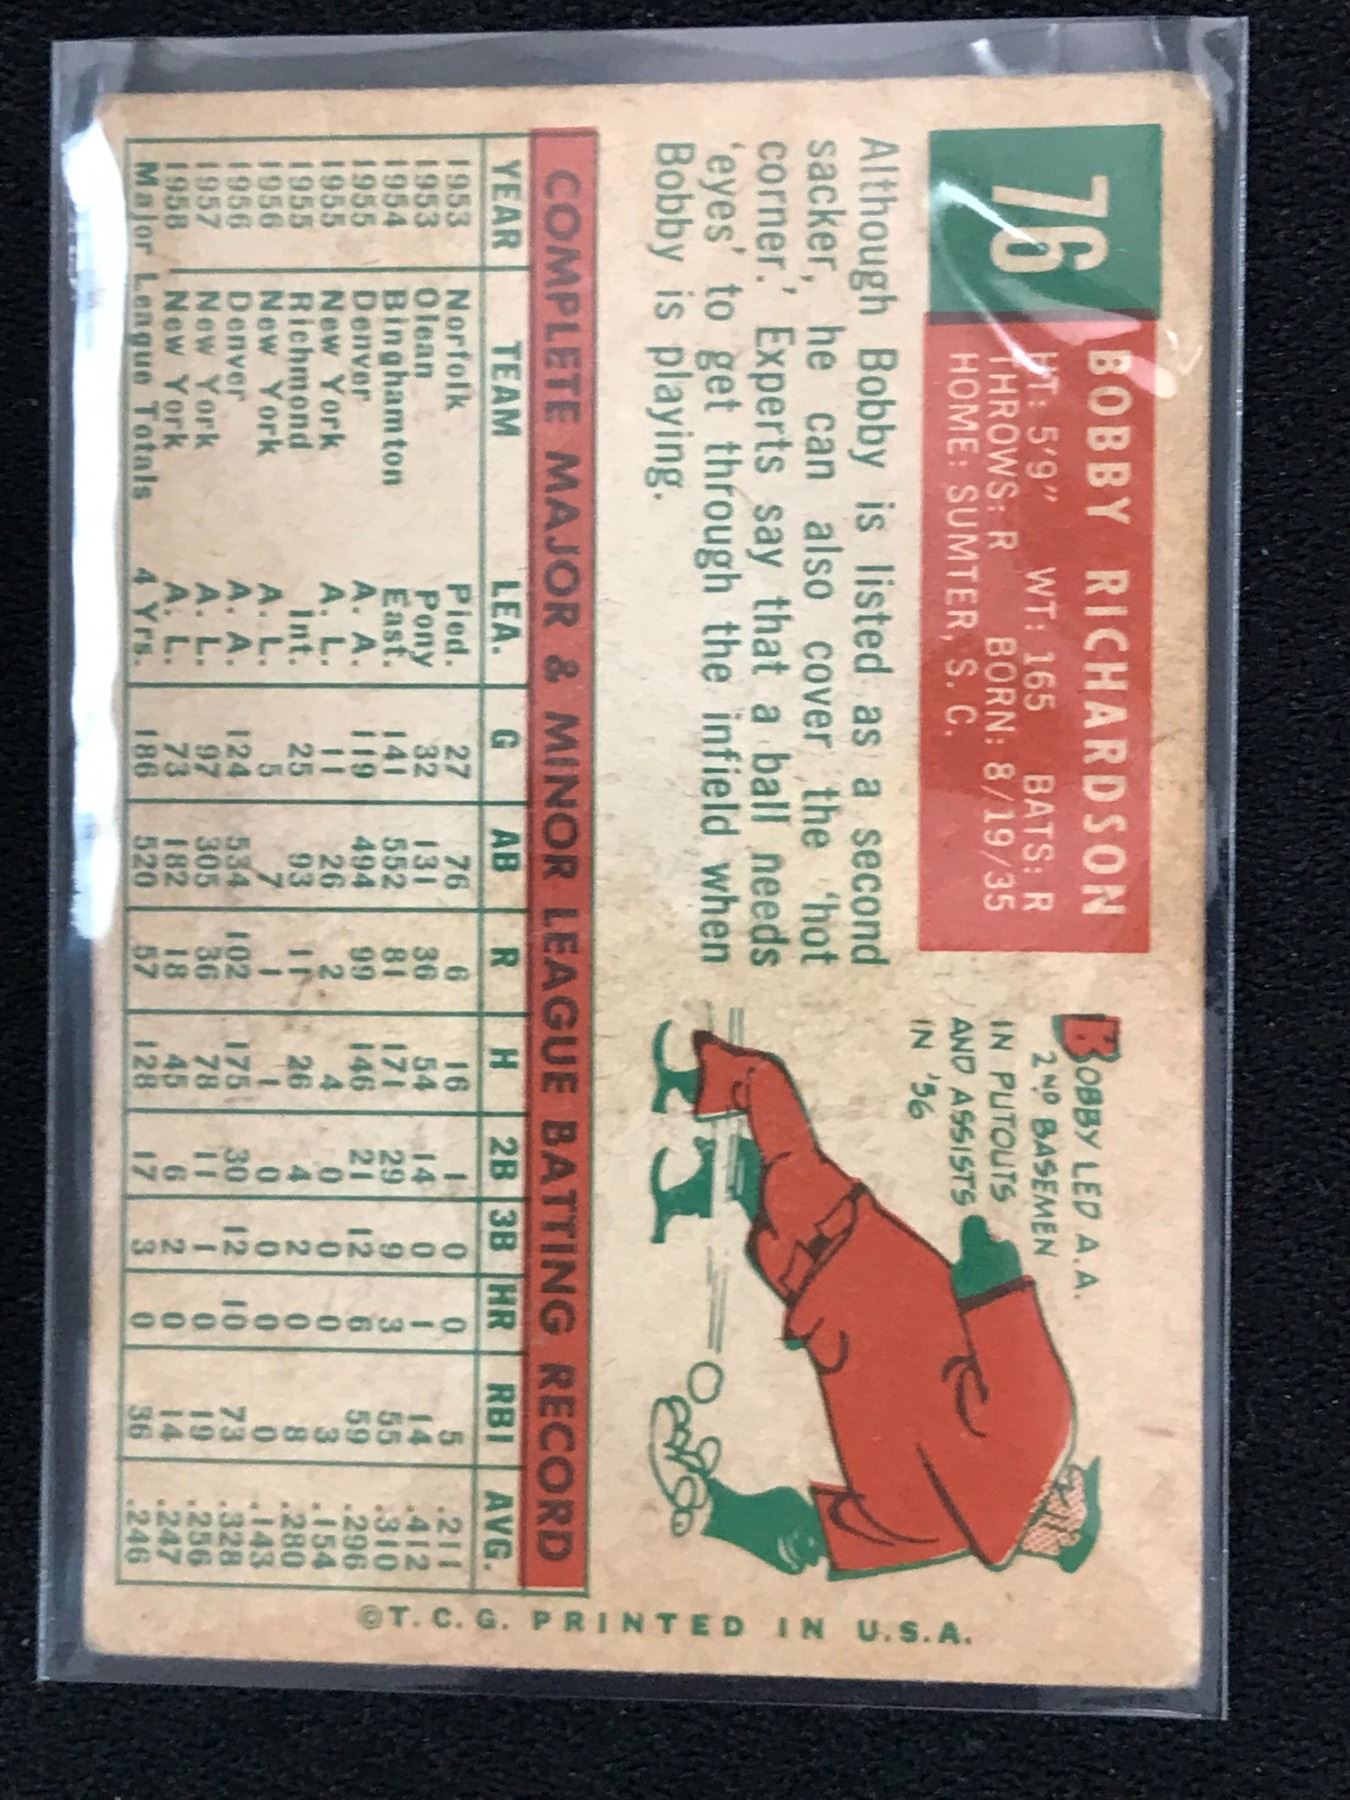 76
BOBBY RICHARDSON
HT: 5'9" WT: 165 BATS: R
THROWS: R BORN: 8/19/35
HOME: SUMTER, S. C.
Although Bobby is listed as a second
sacker, he can also cover the 'hot
corner.' Experts say that a ball needs
'eyes' to get through the infield when
Bobby is playing.
BOBBY LED A. A.
2ND BASEMEN
IN PUTOUTS
AND ASSISTS
IN '56
COMPLETE MAJOR & MINOR LEAGUE BATTING RECORD
YEAR TEAM LEA. G AB R H 2B 3B HR RBI AVG.
1953 Norfolk Pied. 27 76 6 16 1 0 0 5 .211
1953 Olean Pony 32 131 36 54 14 0 1 14 .412
1954 Binghamton East. 141 552 81 171 29 9 3 55 .310
1955 Denver A. A. 119 494 99 146 21 12 6 59 .296
1955 New York A. L. 11 26 2 4 0 0 0 3 .154
1955 Richmond Int. 25 93 11 26 4 2 0 8 .280
1956 New York A. L. 5 7 1 1 0 0 0 0 .143
1956 Denver A. A. 124 534 102 175 30 12 10 73 .328
1957 New York A. L. 97 305 36 78 11 1 0 19 .256
1958 New York A. L. 73 182 18 45 6 2 0 14 .247
Major League Totals 4 Yrs. 186 520 57 128 17 3 0 36 .246
©T. C. G. PRINTED IN U.S.A.